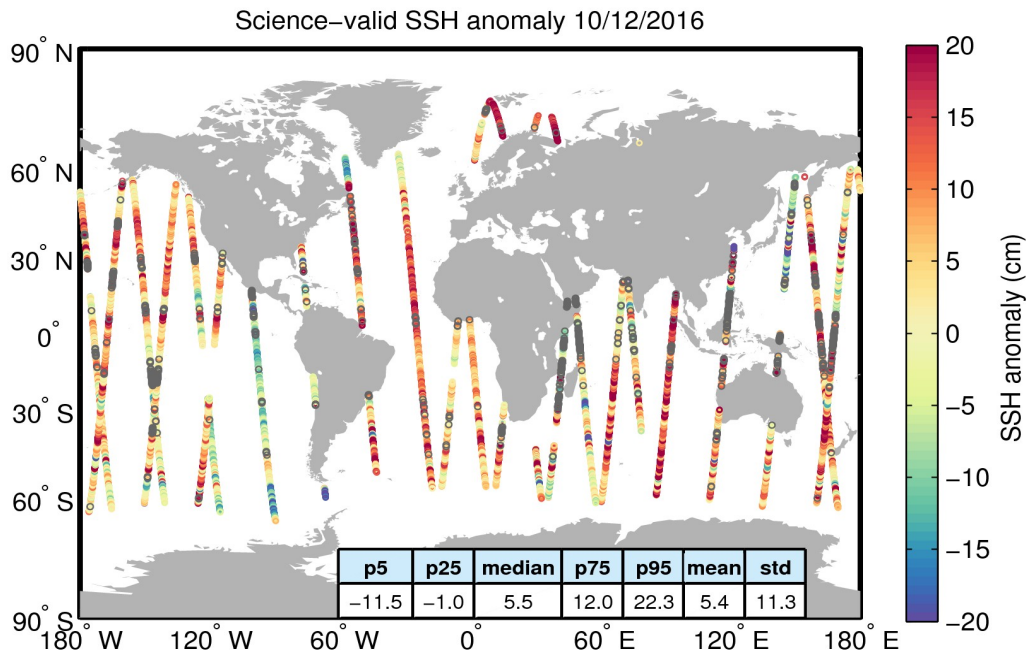 Science−valid SSH anomaly 10/12/2016
90° N
60° N
30° N
0°
30° S
60° S
90° S
180° W
120° W
60° W
0°
60° E
120° E
180° E
p5 p25 median p75 p95 mean std
−11.5 −1.0 5.5 12.0 22.3 5.4 11.3
20
15
10
5
0
−5
−10
−15
−20
SSH anomaly (cm)